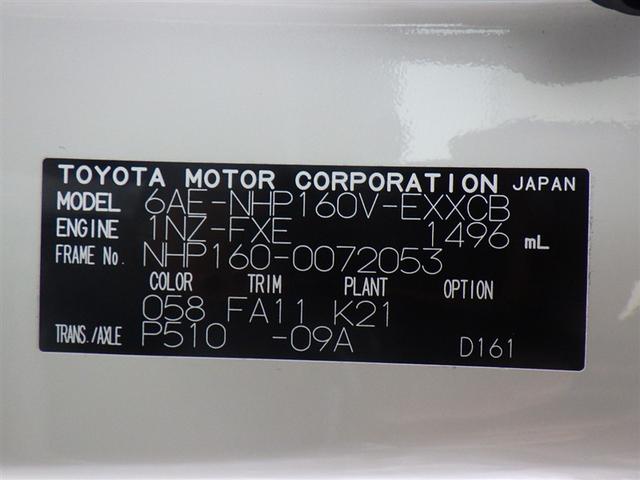 TOYOTA MOTOR CORPORATION JAPAN
MODEL 6AE-NHP160V-EXXCB
ENGINE 1NZ-FXE 1496 mL
FRAME No. NHP160-0072053
COLOR TRIM PLANT OPTION
058 FA11 K21
TRANS./AXLE P510 -09A D161